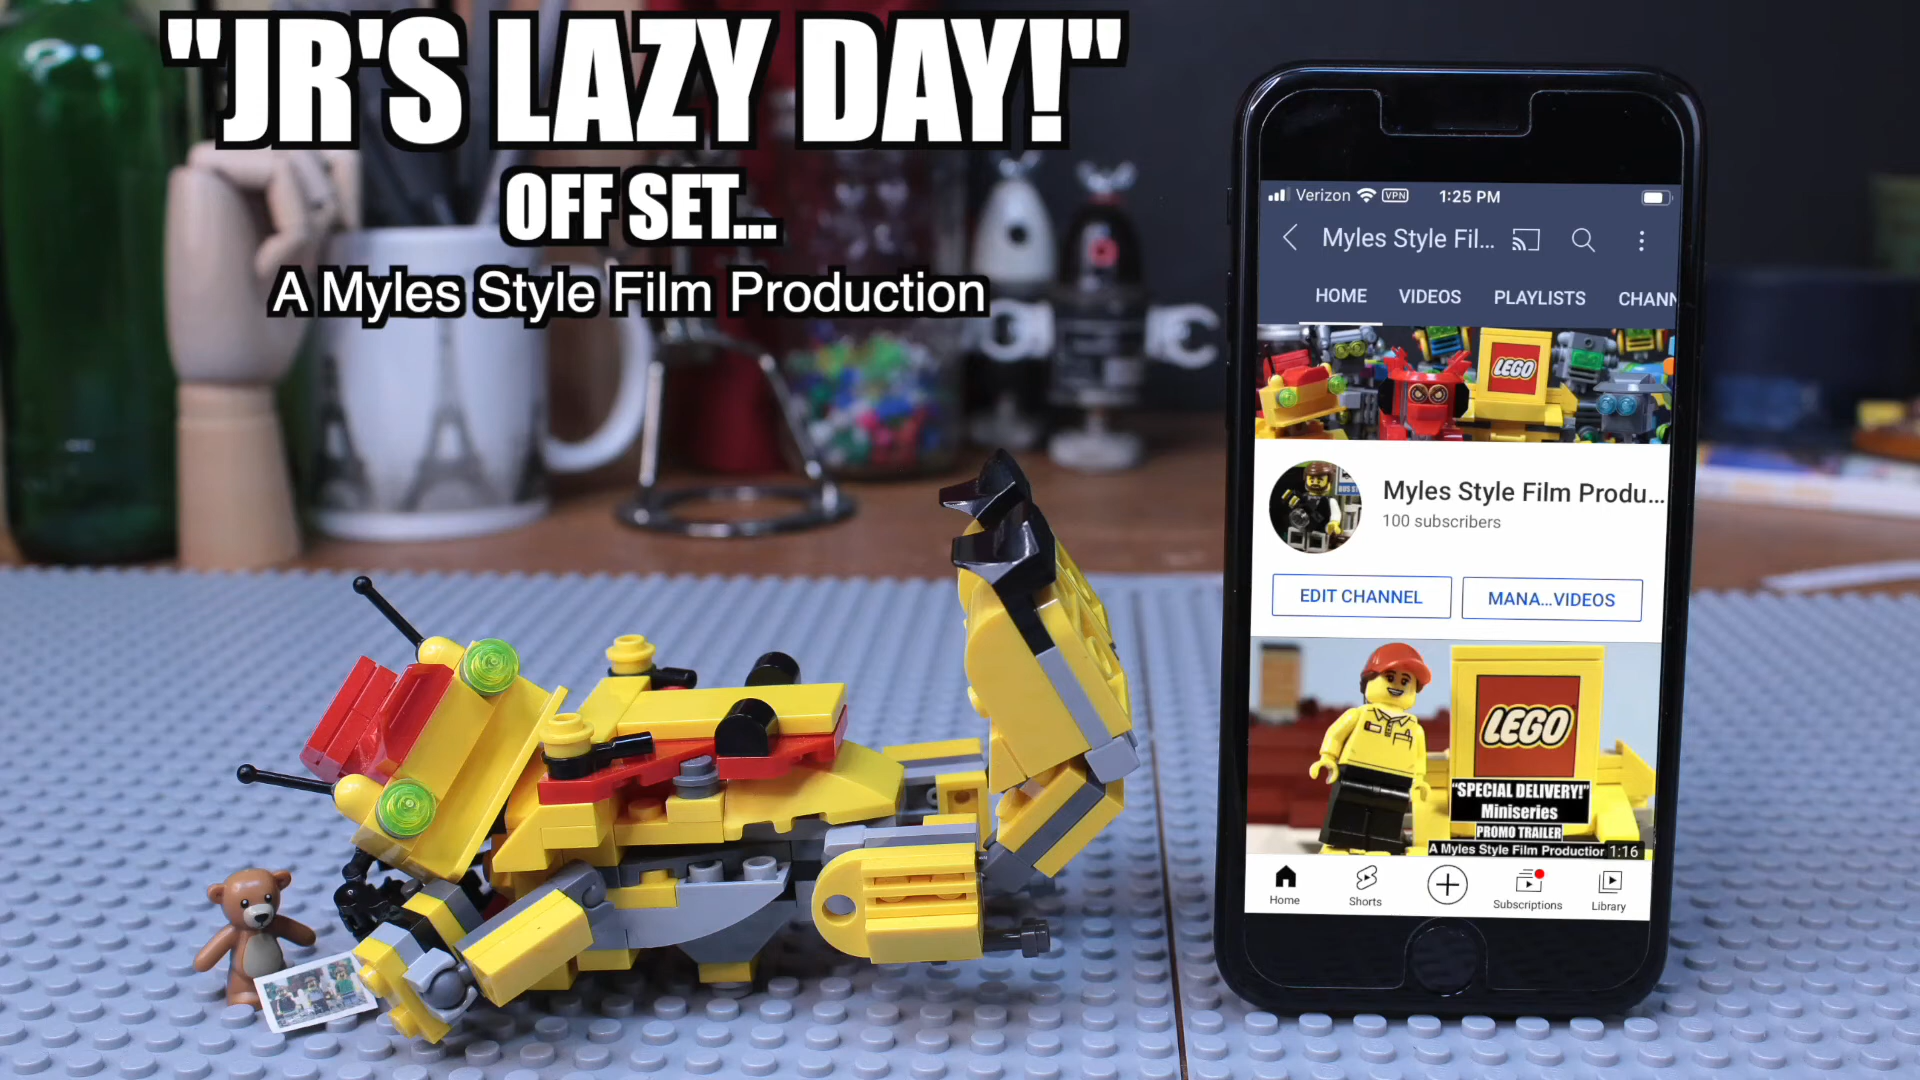 "JR'S LAZY DAY!"
OFF SET...
A Myles Style Film Production
Verizon VPN 1:25 PM
Myles Style Fil...
HOME VIDEOS PLAYLISTS CHANN
LEGO
BUS ST
Myles Style Film Produ...
100 subscribers
EDIT CHANNEL MANA...VIDEOS
LEGO
"SPECIAL DELIVERY!"
Miniseries
PROMO TRAILER
A Myles Style Film Production 1:16
Home Shorts Subscriptions Library